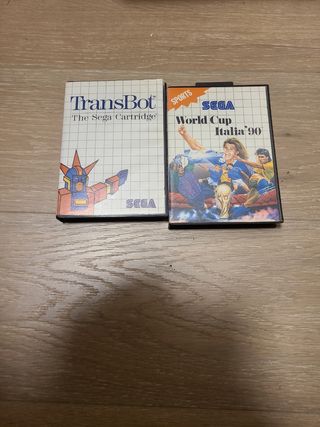 TransBot
The Sega Cartridge
SEGA
SPORTS
SEGA
World Cup
Italia'90